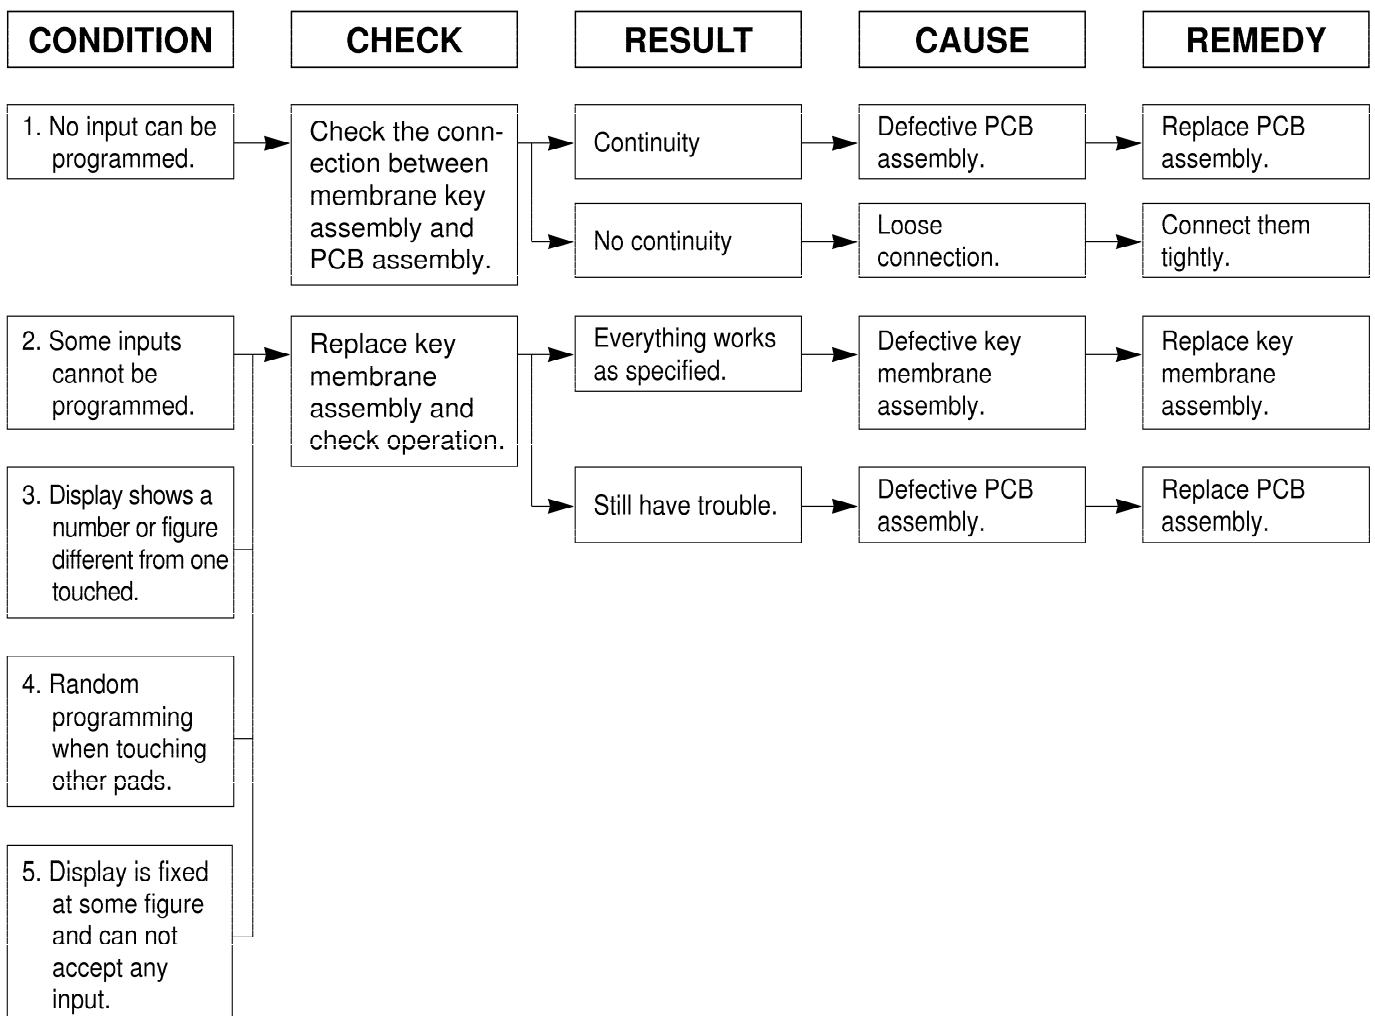 CONDITION
CHECK
RESULT
CAUSE
REMEDY
1. No input can be
programmed.
Check the conn-
ection between
membrane key
assembly and
PCB assembly.
Continuity
Defective PCB
assembly.
Replace PCB
assembly.
No continuity
Loose
connection.
Connect them
tightly.
2. Some inputs
cannot be
programmed.
Replace key
membrane
assembly and
check operation.
Everything works
as specified.
Defective key
membrane
assembly.
Replace key
membrane
assembly.
Still have trouble.
Defective PCB
assembly.
Replace PCB
assembly.
3. Display shows a
number or figure
different from one
touched.
4. Random
programming
when touching
other pads.
5. Display is fixed
at some figure
and can not
accept any
input.